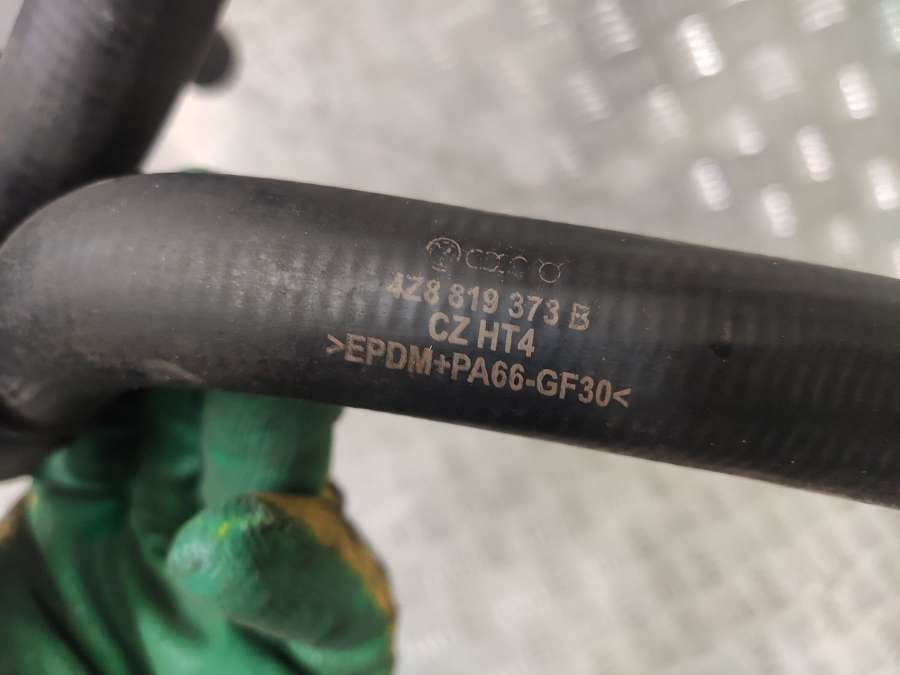 4Z8 819 373 B
CZ HT4
>EPDM+PA66-GF30<